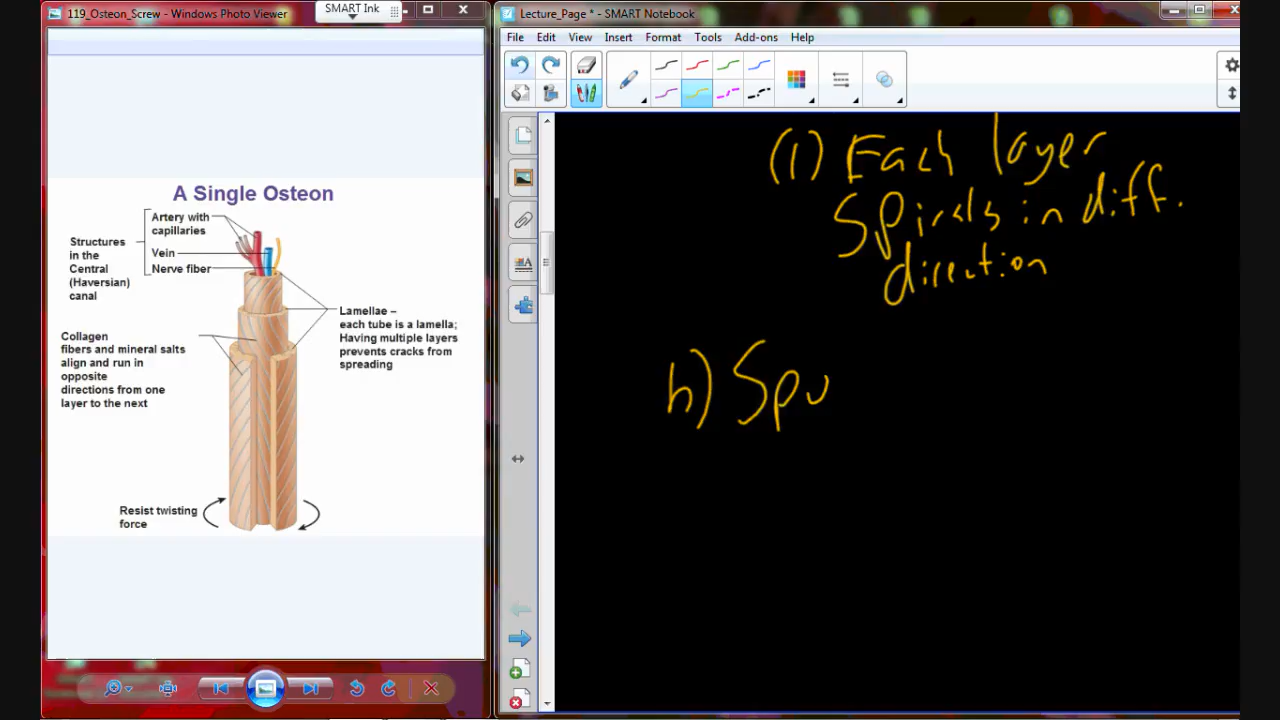 119_Osteon_Screw - Windows Photo Viewer
SMART Ink
A Single Osteon
Artery with
capillaries
Structures
in the
Central
(Haversian)
canal
Vein
Nerve fiber
Lamellae –
each tube is a lamella;
Having multiple layers
prevents cracks from
spreading
Collagen
fibers and mineral salts
align and run in
opposite
directions from one
layer to the next
Resist twisting
force
Lecture_Page * - SMART Notebook
File Edit View Insert Format Tools Add-ons Help
(1) Each layer
Spirals in diff.
direction
b) Spu